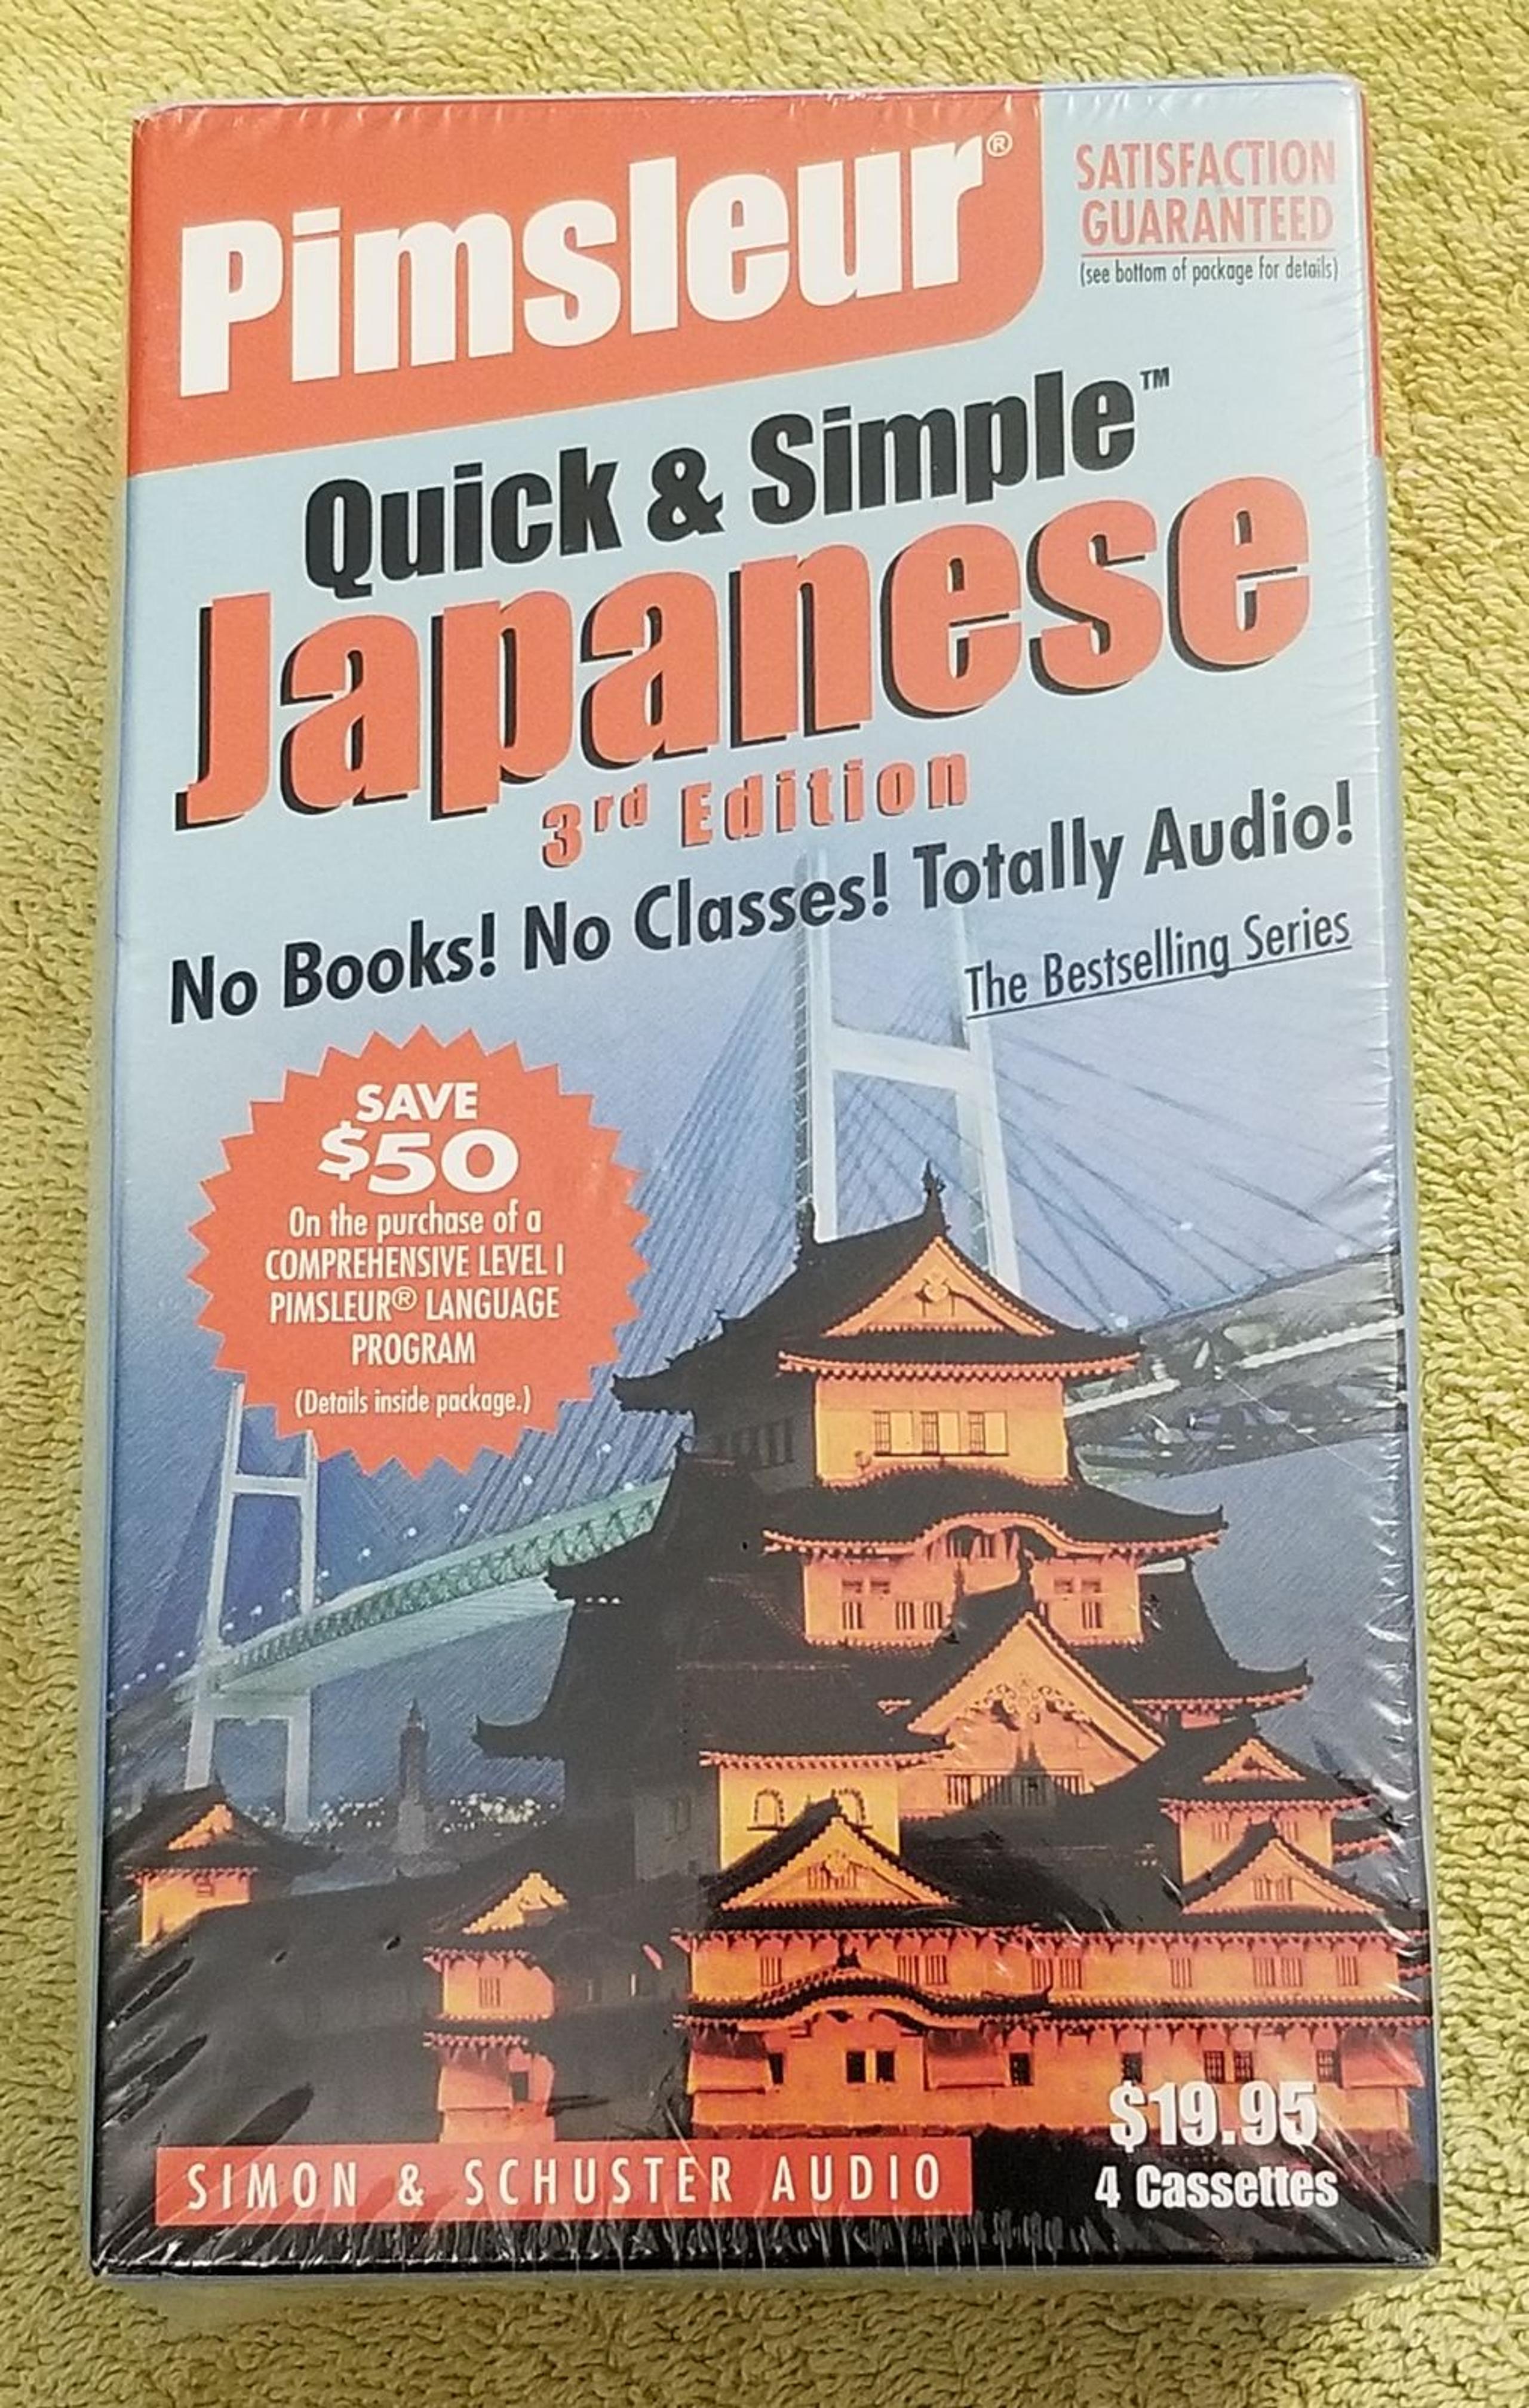 Pimsleur®
SATISFACTION
GUARANTEED
(see bottom of package for details)
Quick & Simple™
Japanese
3rd Edition
No Books! No Classes! Totally Audio!
The Bestselling Series
SAVE
$50
On the purchase of a
COMPREHENSIVE LEVEL I
PIMSLEUR® LANGUAGE
PROGRAM
(Details inside package.)
$19.95
4 Cassettes
SIMON & SCHUSTER AUDIO